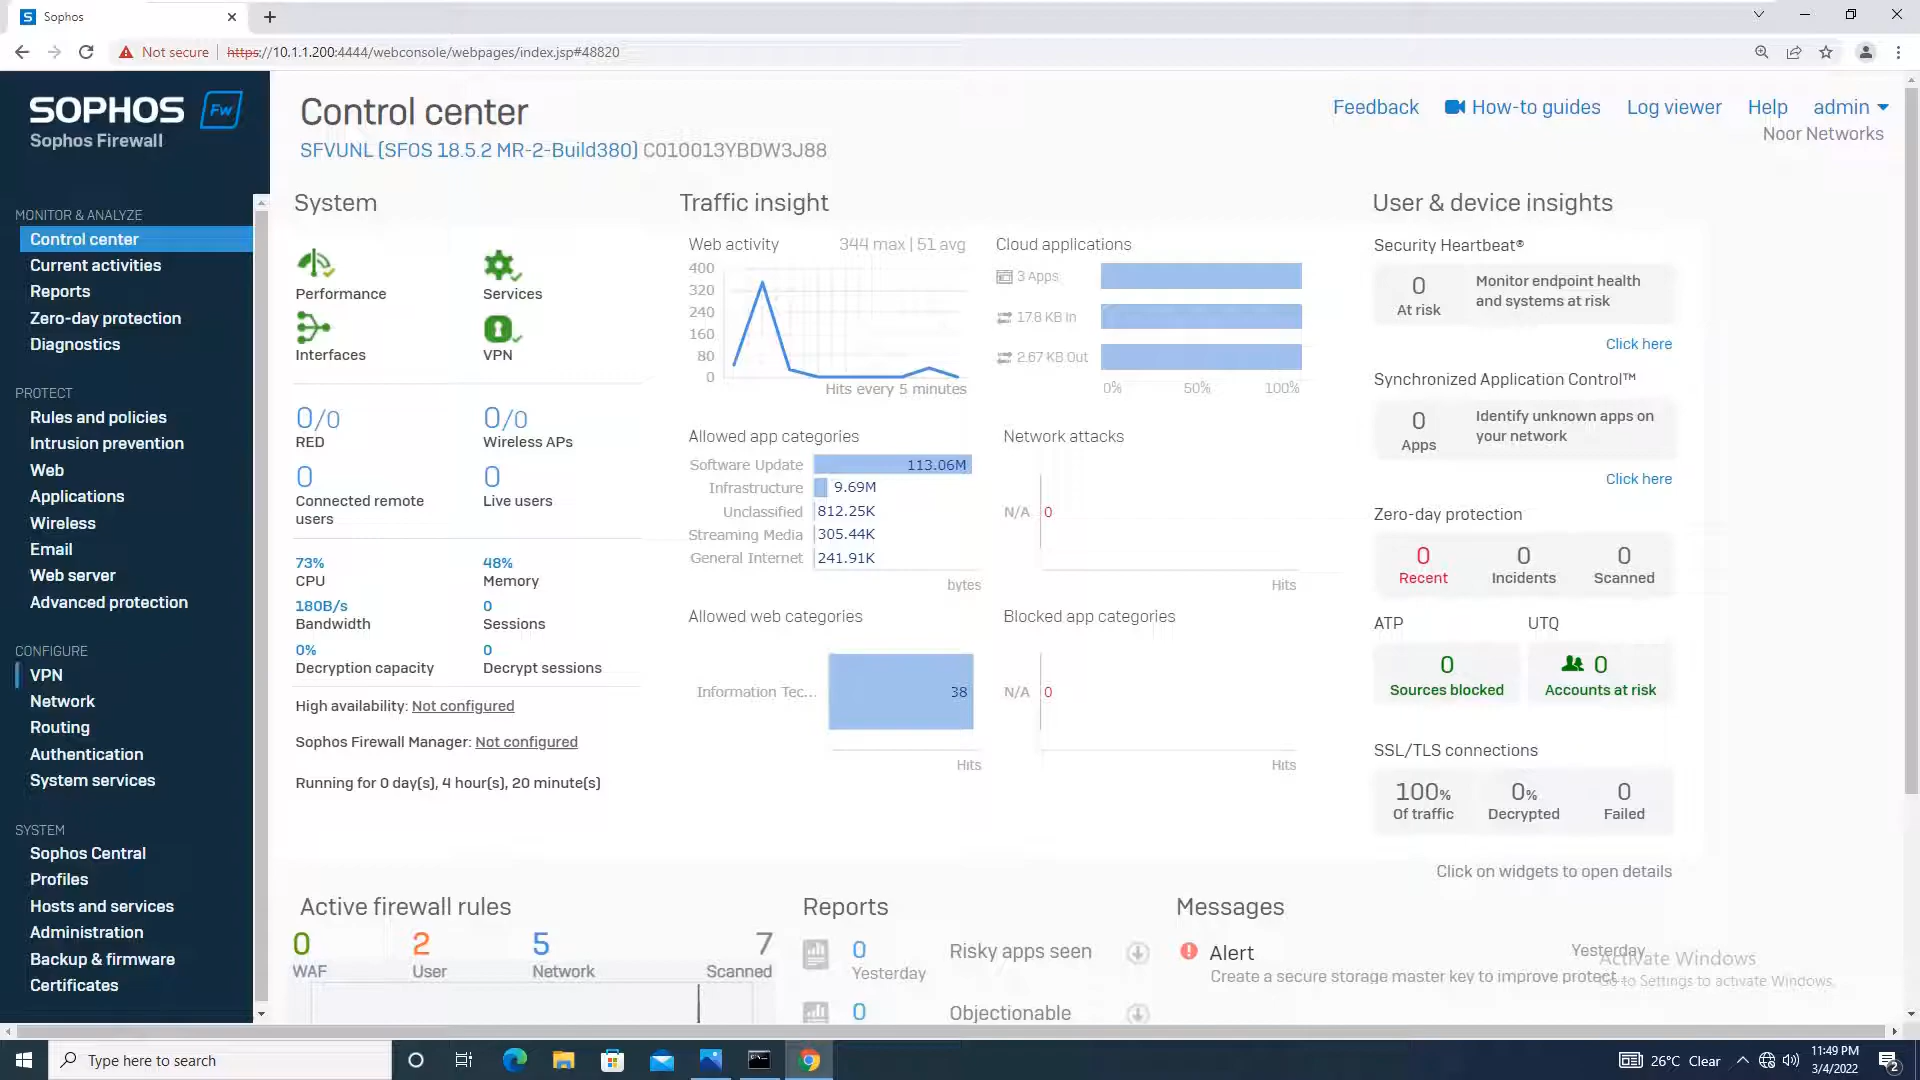 Sophos
Not secure
https://10.1.1.200:4444/webconsole/webpages/index.jsp#48820
SOPHOS
Fw
Sophos Firewall
MONITOR & ANALYZE
Control center
Current activities
Reports
Zero-day protection
Diagnostics
PROTECT
Rules and policies
Intrusion prevention
Web
Applications
Wireless
Email
Web server
Advanced protection
CONFIGURE
VPN
Network
Routing
Authentication
System services
SYSTEM
Sophos Central
Profiles
Hosts and services
Administration
Backup & firmware
Certificates
Control center
SFVUNL (SFOS 18.5.2 MR-2-Build380) C010013YBDW3J88
Feedback How-to guides Log viewer Help admin
Noor Networks
System
Performance Services
Interfaces VPN
0/0 0/0
RED Wireless APs
0 0
Connected remote Live users
users
73% 48%
CPU Memory
180B/s 0
Bandwidth Sessions
0% 0
Decryption capacity Decrypt sessions
High availability: Not configured
Sophos Firewall Manager: Not configured
Running for 0 day(s), 4 hour(s), 20 minute(s)
Traffic insight
Web activity 344 max | 51 avg
400
320
240
160
80
0
Hits every 5 minutes
Cloud applications
3 Apps
17.8 KB In
2.67 KB Out
0% 50% 100%
Allowed app categories
Software Update 113.06M
Infrastructure 9.69M
Unclassified 812.25K
Streaming Media 305.44K
General Internet 241.91K
bytes
Network attacks
N/A 0
Hits
Allowed web categories
Information Tec... 38
Hits
Blocked app categories
N/A 0
Hits
User & device insights
Security Heartbeat®
0 Monitor endpoint health
At risk and systems at risk
Click here
Synchronized Application Control™
0 Identify unknown apps on
Apps your network
Click here
Zero-day protection
0 0 0
Recent Incidents Scanned
ATP UTQ
0 0
Sources blocked Accounts at risk
SSL/TLS connections
100% 0% 0
Of traffic Decrypted Failed
Click on widgets to open details
Active firewall rules
0 2 5 7
WAF User Network Scanned
Reports
0 Risky apps seen
Yesterday
0 Objectionable
Messages
Alert Yesterday
Create a secure storage master key to improve protect...
Activate Windows
Go to Settings to activate Windows.
Type here to search
26°C Clear
11:49 PM
3/4/2022
2